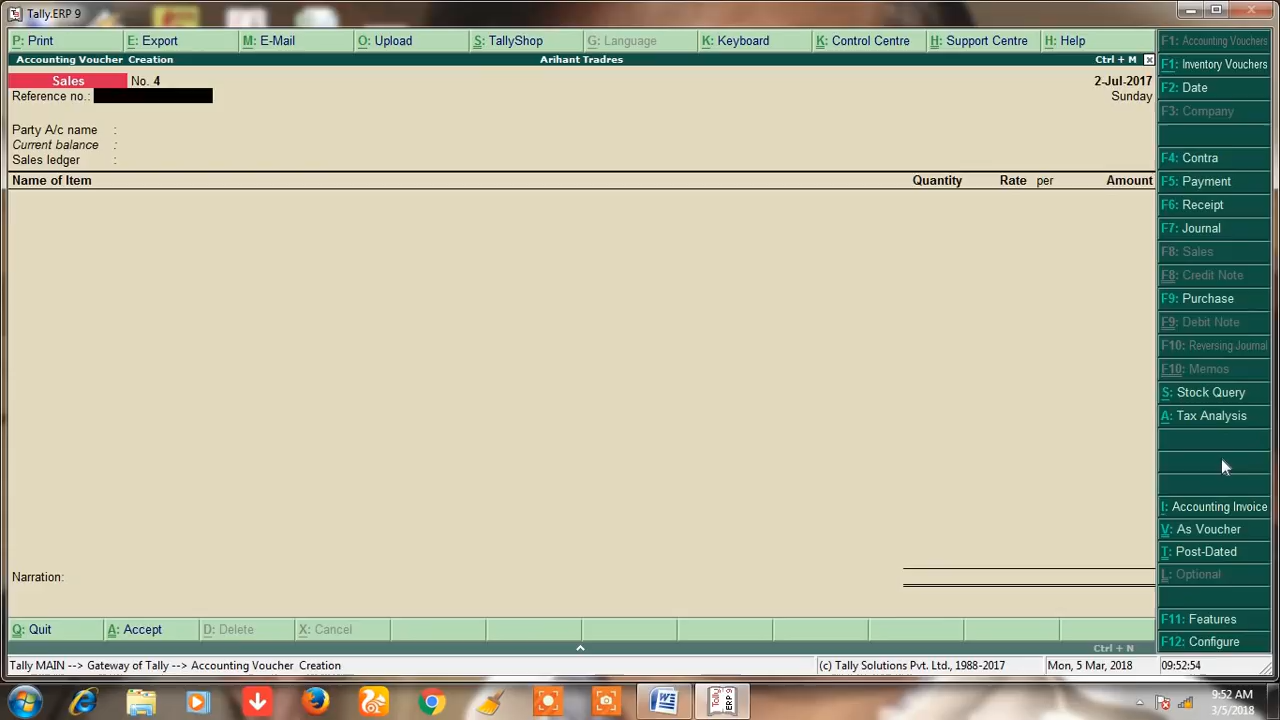 Tally.ERP 9
P: Print E: Export M: E-Mail O: Upload S: TallyShop G: Language K: Keyboard K: Control Centre H: Support Centre H: Help
Accounting Voucher Creation Arihant Tradres Ctrl + M
Sales No. 4 2-Jul-2017
Reference no.: Sunday
Party A/c name :
Current balance :
Sales ledger :
Name of Item Quantity Rate per Amount
Narration:
F1: Accounting Vouchers
F1: Inventory Vouchers
F2: Date
F3: Company
F4: Contra
F5: Payment
F6: Receipt
F7: Journal
F8: Sales
F8: Credit Note
F9: Purchase
F9: Debit Note
F10: Reversing Journal
F10: Memos
S: Stock Query
A: Tax Analysis
I: Accounting Invoice
V: As Voucher
T: Post-Dated
L: Optional
F11: Features
F12: Configure
Q: Quit A: Accept D: Delete X: Cancel
Ctrl + N
Tally MAIN --> Gateway of Tally --> Accounting Voucher Creation (c) Tally Solutions Pvt. Ltd., 1988-2017 Mon, 5 Mar, 2018 09:52:54
9:52 AM
3/5/2018